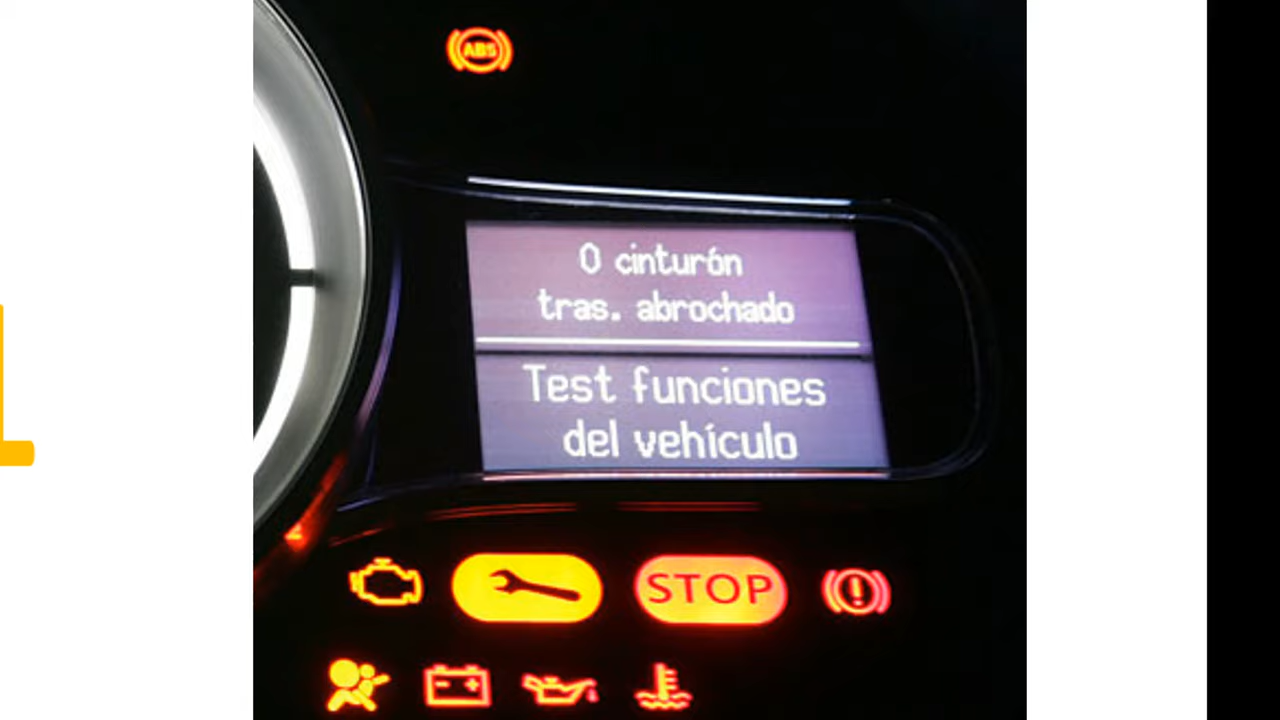 ABS
0 cinturón
tras. abrochado
Test funciones
del vehículo
STOP